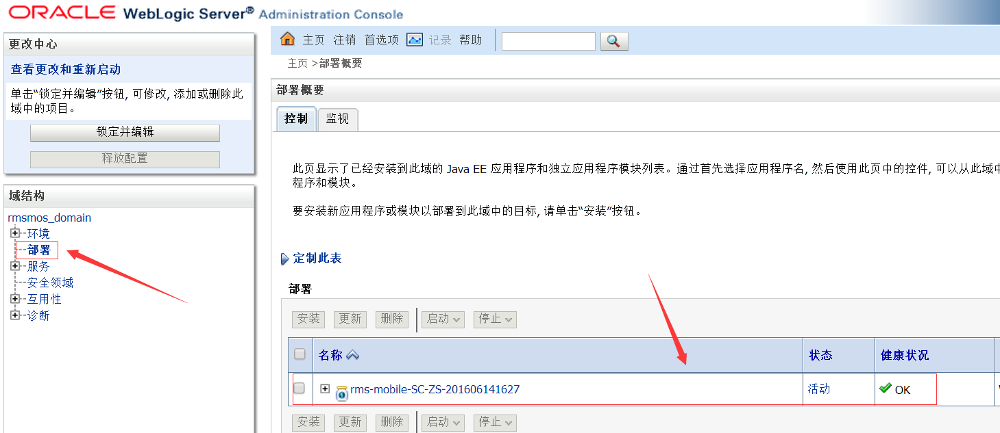 ORACLE WebLogic Server® Administration Console
更改中心
查看更改和重新启动
单击“锁定并编辑”按钮, 可修改, 添加或删除此
域中的项目。
锁定并编辑
释放配置
域结构
rmsmos_domain
环境
部署
服务
安全领域
互用性
诊断
主页 注销 首选项 记录 帮助
主页 >部署概要
部署概要
控制 监视
此页显示了已经安装到此域的 Java EE 应用程序和独立应用程序模块列表。通过首先选择应用程序名, 然后使用此页中的控件, 可以从此域中
程序和模块。
要安装新应用程序或模块以部署到此域中的目标, 请单击“安装”按钮。
定制此表
部署
安装 更新 删除 启动 停止
名称 状态 健康状况
rms-mobile-SC-ZS-201606141627 活动 OK
安装 更新 删除 启动 停止